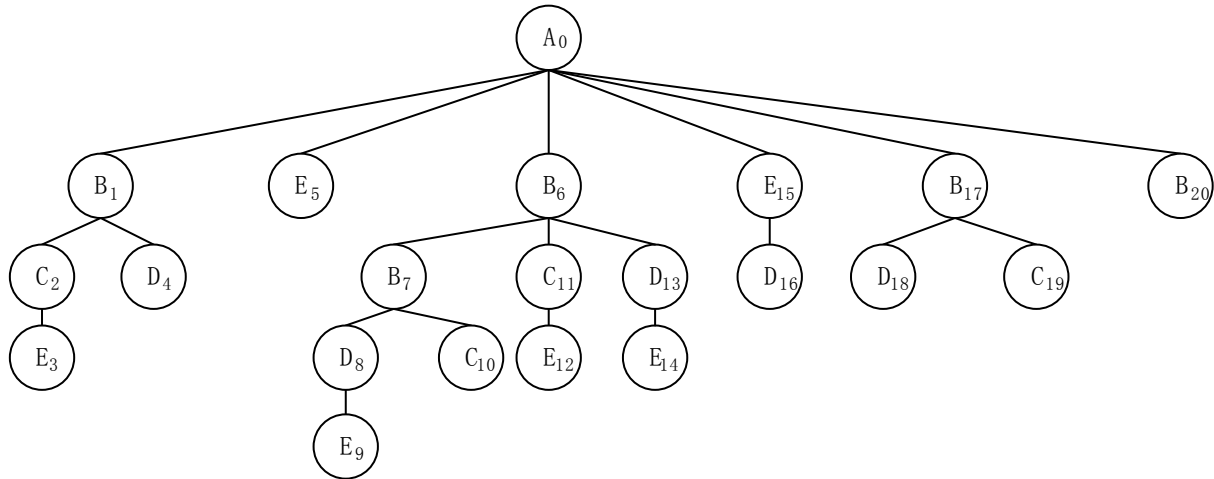 A0
B1 E5 B6 E15 B17 B20
C2 D4 B7 C11 D13 D16 D18 C19
E3 D8 C10 E12 E14
E9